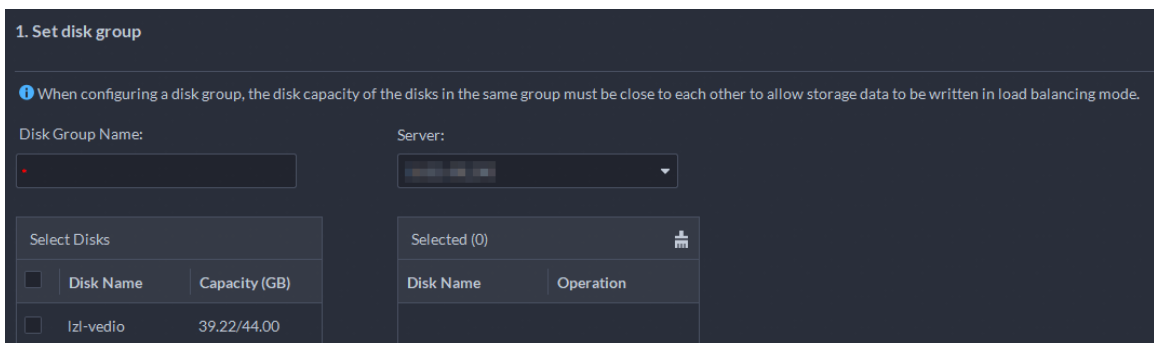 1. Set disk group
When configuring a disk group, the disk capacity of the disks in the same group must be close to each other to allow storage data to be written in load balancing mode.
Disk Group Name:
Server:
*
Select Disks
Selected (0)
Disk Name Capacity (GB)
Disk Name Operation
lzl-vedio 39.22/44.00